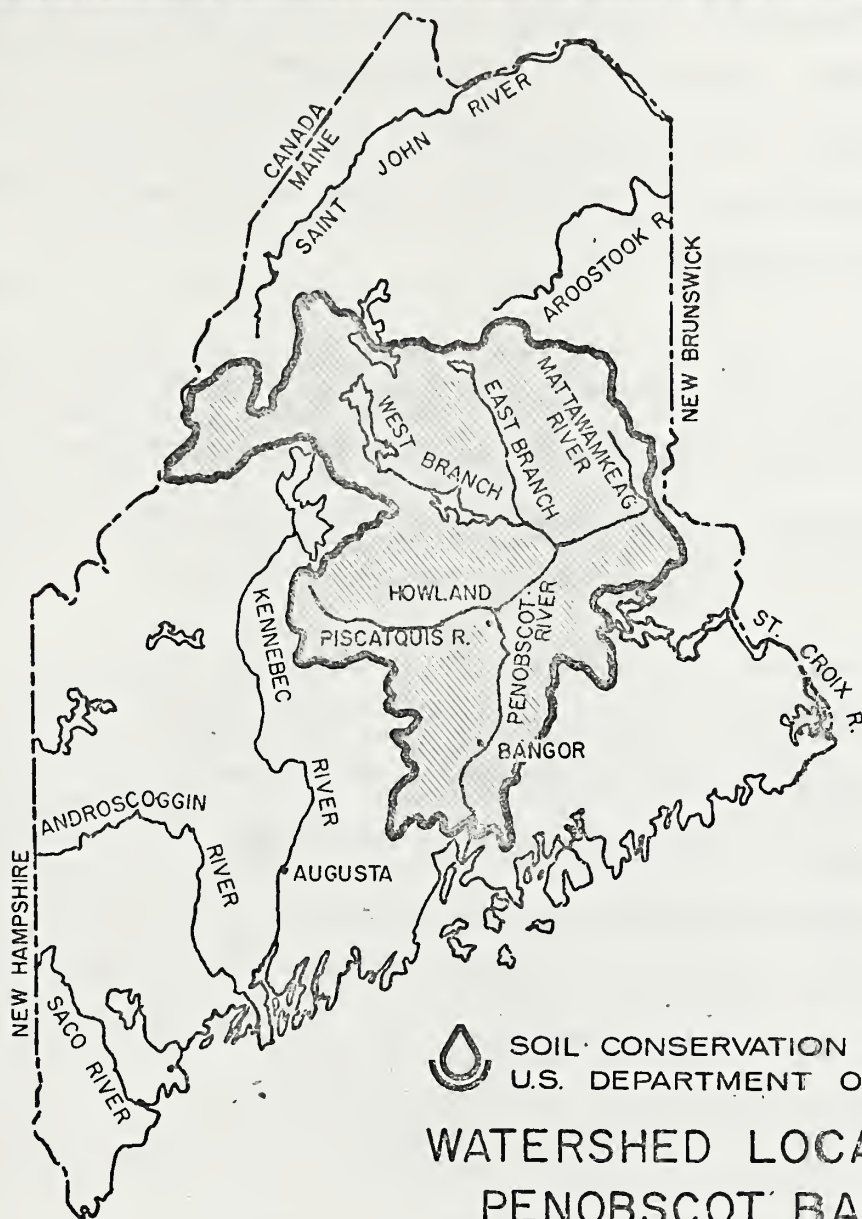 CANADA
MAINE
SAINT JOHN RIVER
AROOSTOOK R.
NEW BRUNSWICK
WEST BRANCH
EAST BRANCH
MATTAWAMKEAG
RIVER
HOWLAND
PISCATQUIS R.
PENOBSCOT RIVER
KENNEBEC
RIVER
BANGOR
ST. CROIX R.
ANDROSCOGGIN
RIVER
AUGUSTA
NEW HAMPSHIRE
SACO RIVER
SOIL CONSERVATION
U.S. DEPARTMENT O
WATERSHED LOCA
PENOBSCOT BA